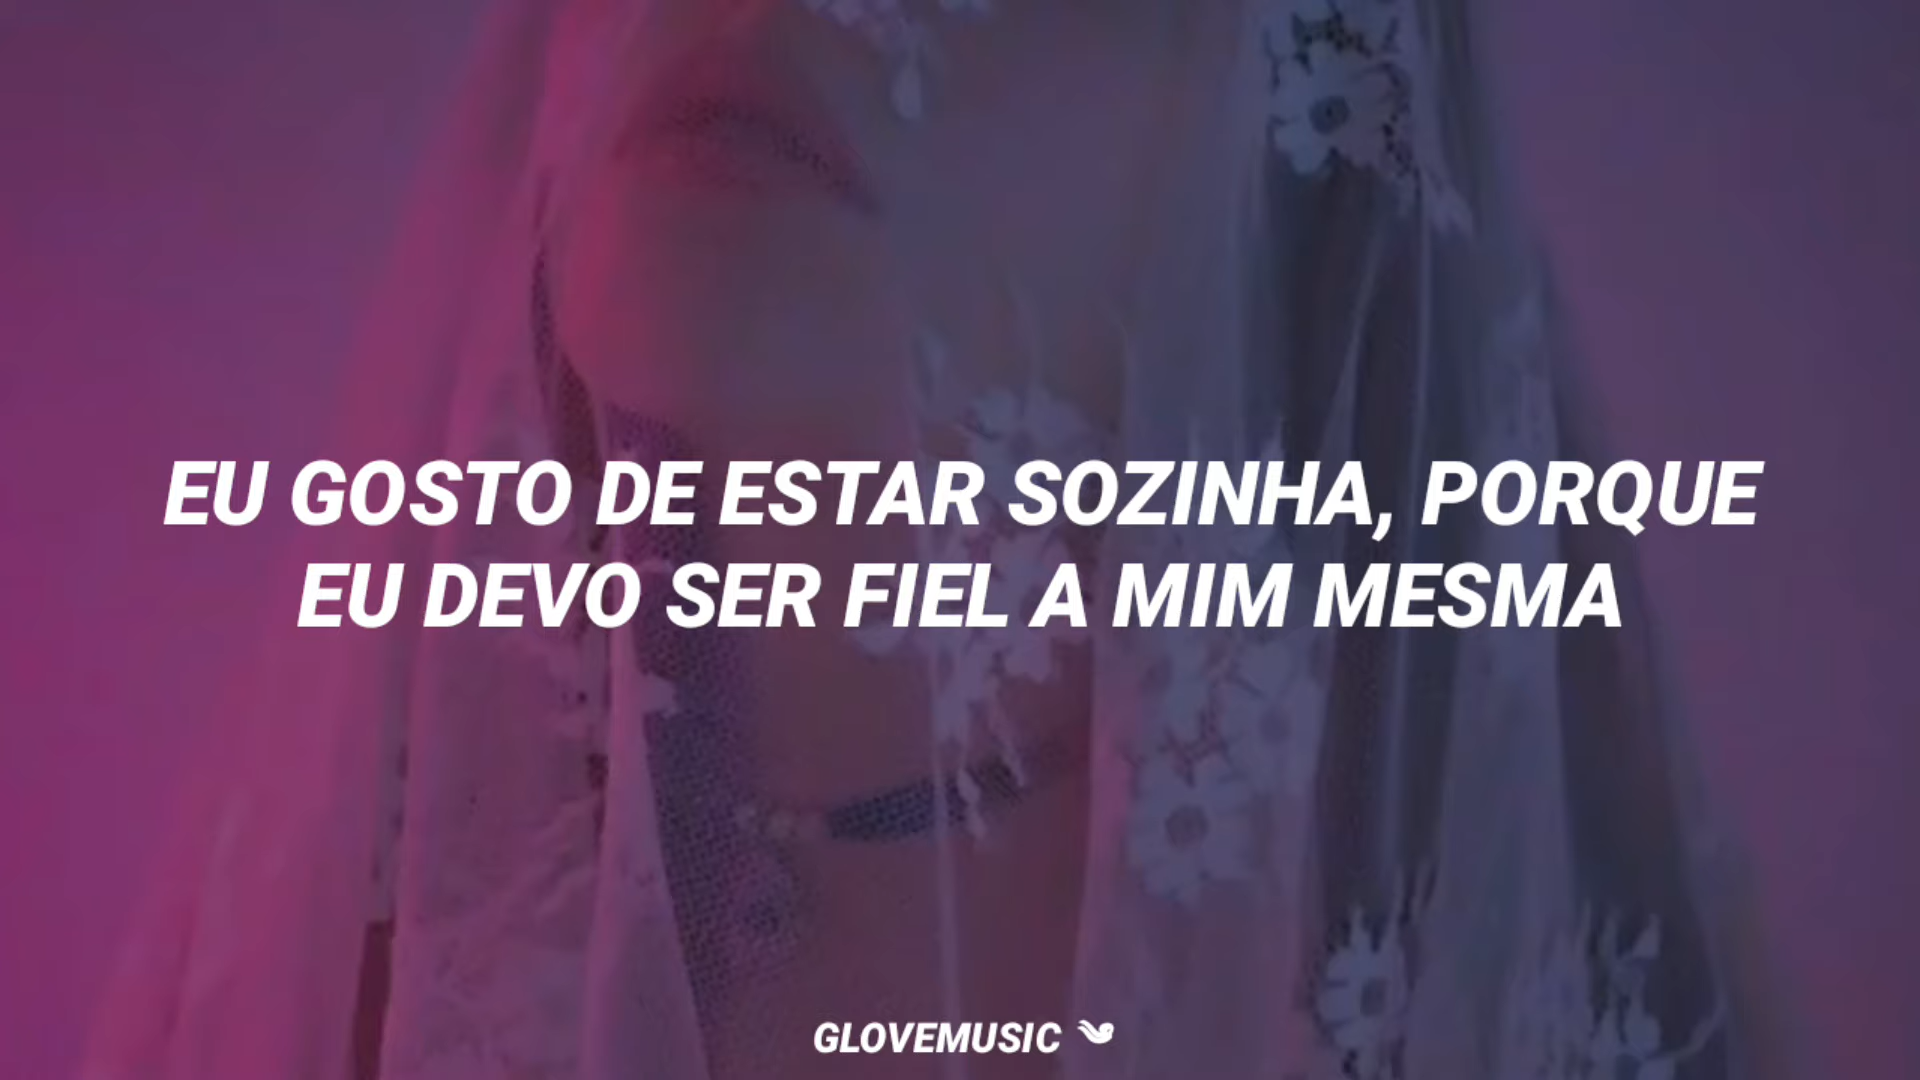 EU GOSTO DE ESTAR SOZINHA, PORQUE
EU DEVO SER FIEL A MIM MESMA
GLOVEMUSIC